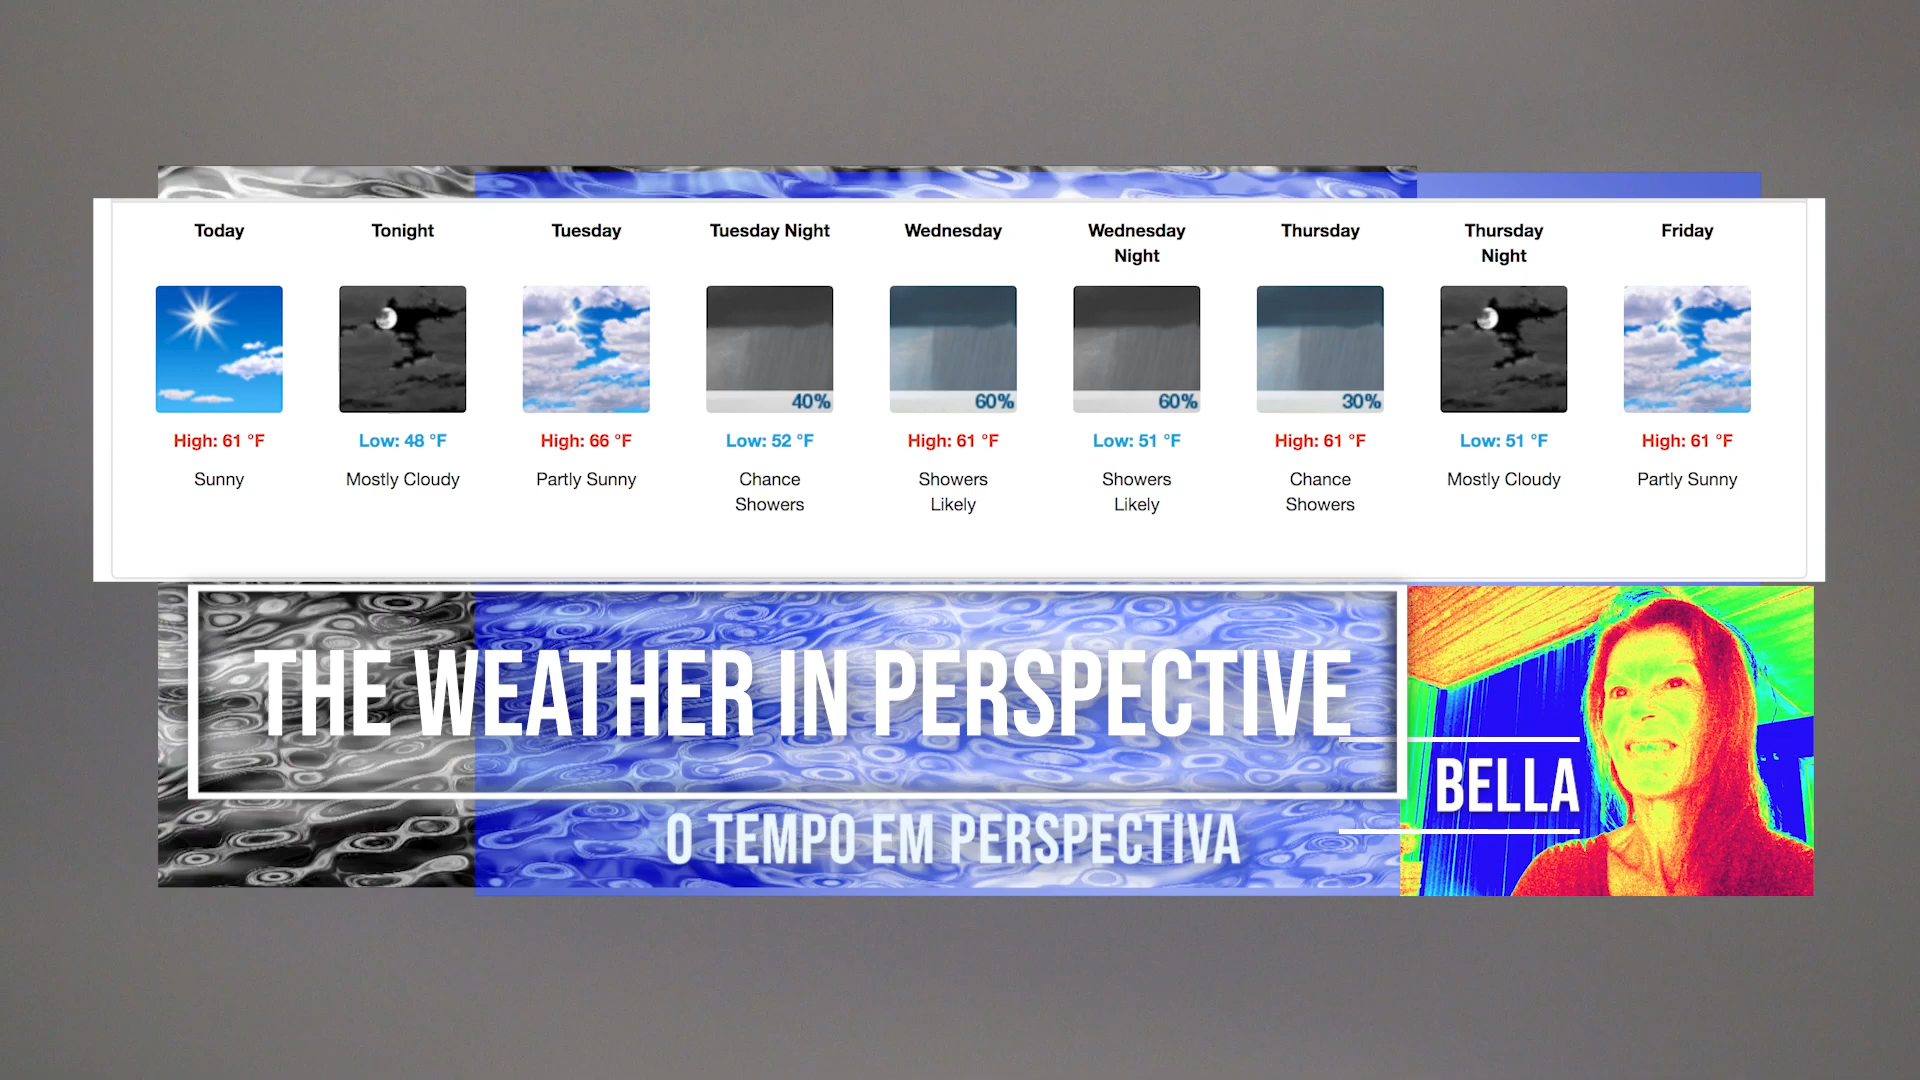 Today
Tonight
Tuesday
Tuesday Night
Wednesday
Wednesday
Night
Thursday
Thursday
Night
Friday
40%
60%
60%
30%
High: 61 °F
Low: 48 °F
High: 66 °F
Low: 52 °F
High: 61 °F
Low: 51 °F
High: 61 °F
Low: 51 °F
High: 61 °F
Sunny
Mostly Cloudy
Partly Sunny
Chance
Showers
Showers
Likely
Showers
Likely
Chance
Showers
Mostly Cloudy
Partly Sunny
THE WEATHER IN PERSPECTIVE
BELLA
O TEMPO EM PERSPECTIVA